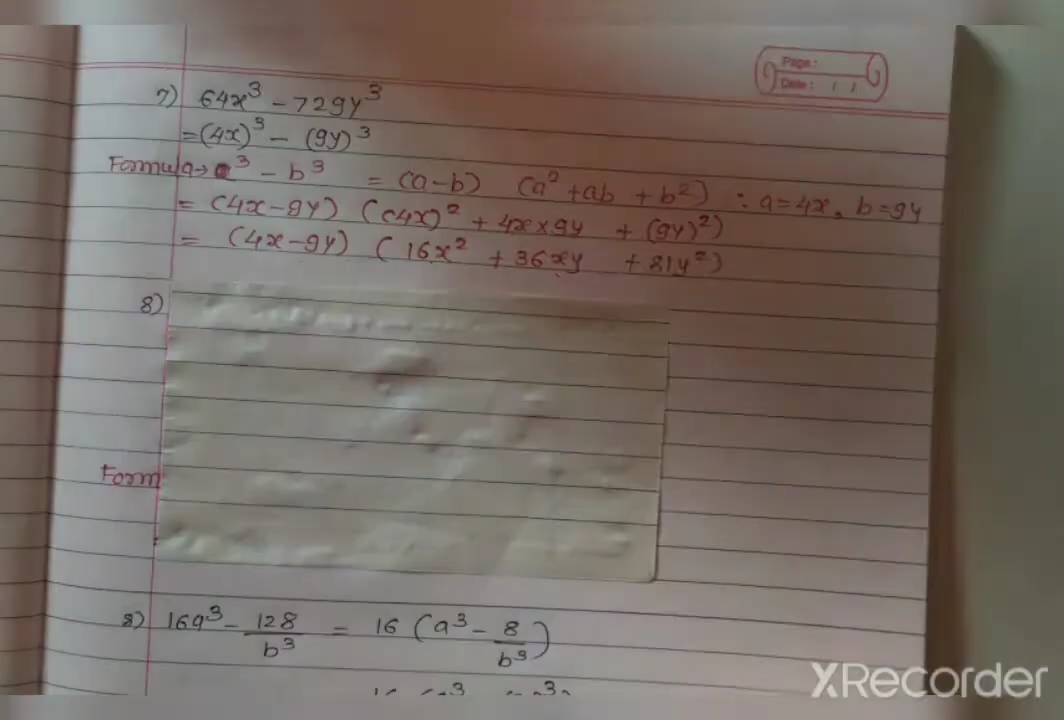 Page:
Date: / /
7) 64x³ - 729y³
= (4x)³ - (9y)³
Formula→ a³ - b³ = (a-b) (a² + ab + b²) : a = 4x, b = 9y
= (4x-9y) ((4x)² + 4x×9y + (9y)²)
= (4x-9y) (16x² + 36xy + 81y²)
8)
Form
8) 16a³ - 128/b³ = 16 (a³ - 8/b³)
XRecorder